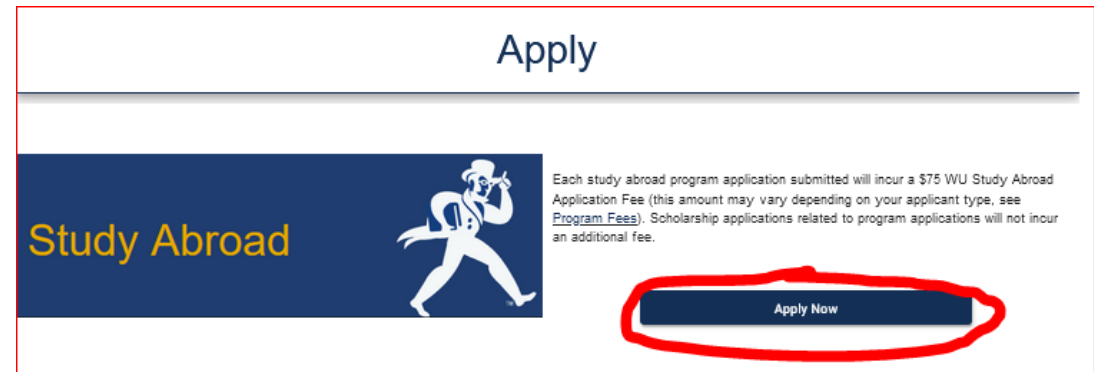 Apply
Study Abroad
Each study abroad program application submitted will incur a $75 WU Study Abroad
Application Fee (this amount may vary depending on your applicant type, see
Program Fees). Scholarship applications related to program applications will not incur
an additional fee.
Apply Now